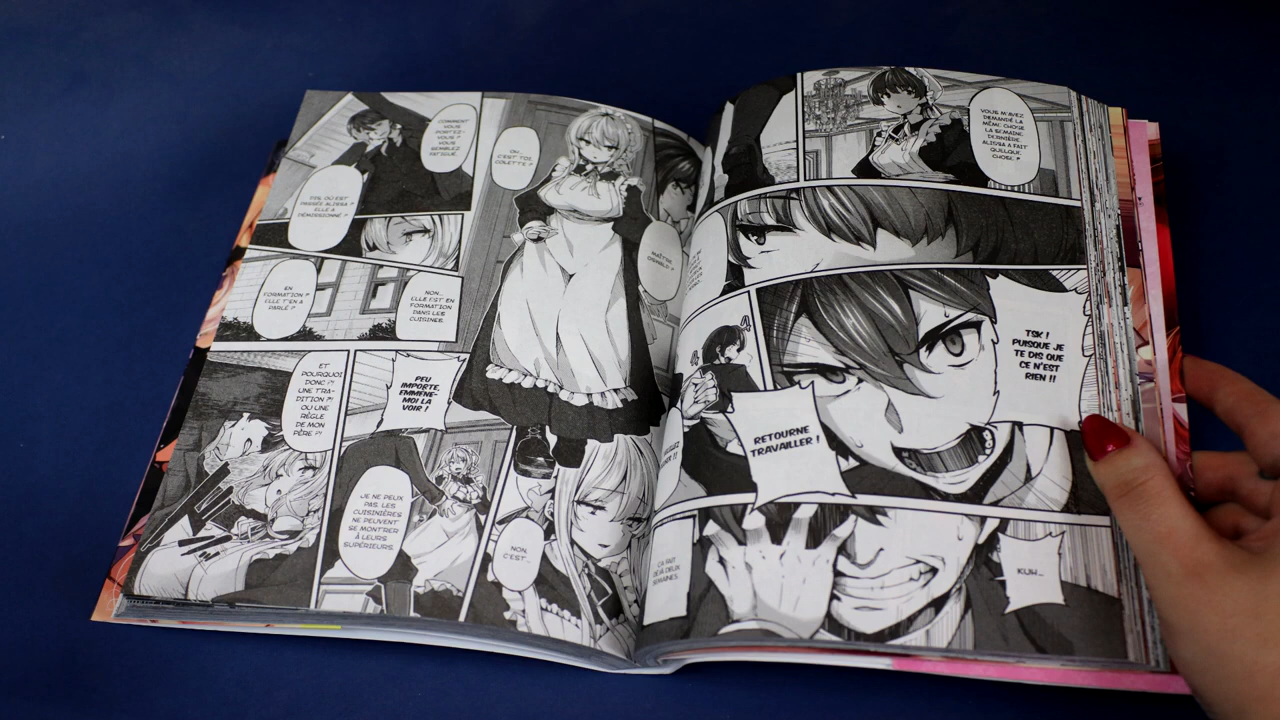 COMMENT
VOUS
PORTEZ-
VOUS ?
VOUS
SEMBLEZ
FATIGUÉ.
OÙ EST
PASSÉE ALISSA ?
ELLE A
DÉMISSIONNÉ ?
OH...
C'EST TOI,
COLETTE ?
MAÎTRE
EN
FORMATION ?
ELLE T'EN A
PARLÉ ?
NON...
ELLE EST EN
FORMATION
DANS LES
CUISINES.
ET
POURQUOI
DONC ?!
UNE TRA-
DITION ?!
OU UNE
RÈGLE
DE MON
PÈRE ?!
PEU
IMPORTE,
EMMÈNE-
MOI LA
VOIR !
JE NE PEUX
PAS. LES
CUISINIÈRES
NE PEUVENT
SE MONTRER
À LEURS
SUPÉRIEURS.
NON,
C'EST...
VOUS M'AVEZ
DEMANDÉ LA
MÊME CHOSE
LA SEMAINE
DERNIÈRE.
ALISSA A FAIT
QUELQUE
CHOSE ?
TSK !
PUISQUE JE
TE DIS QUE
CE N'EST
RIEN !!
RETOURNE
TRAVAILLER !
ÇA FAIT
DÉJÀ DEUX
SEMAINES.
KUH...